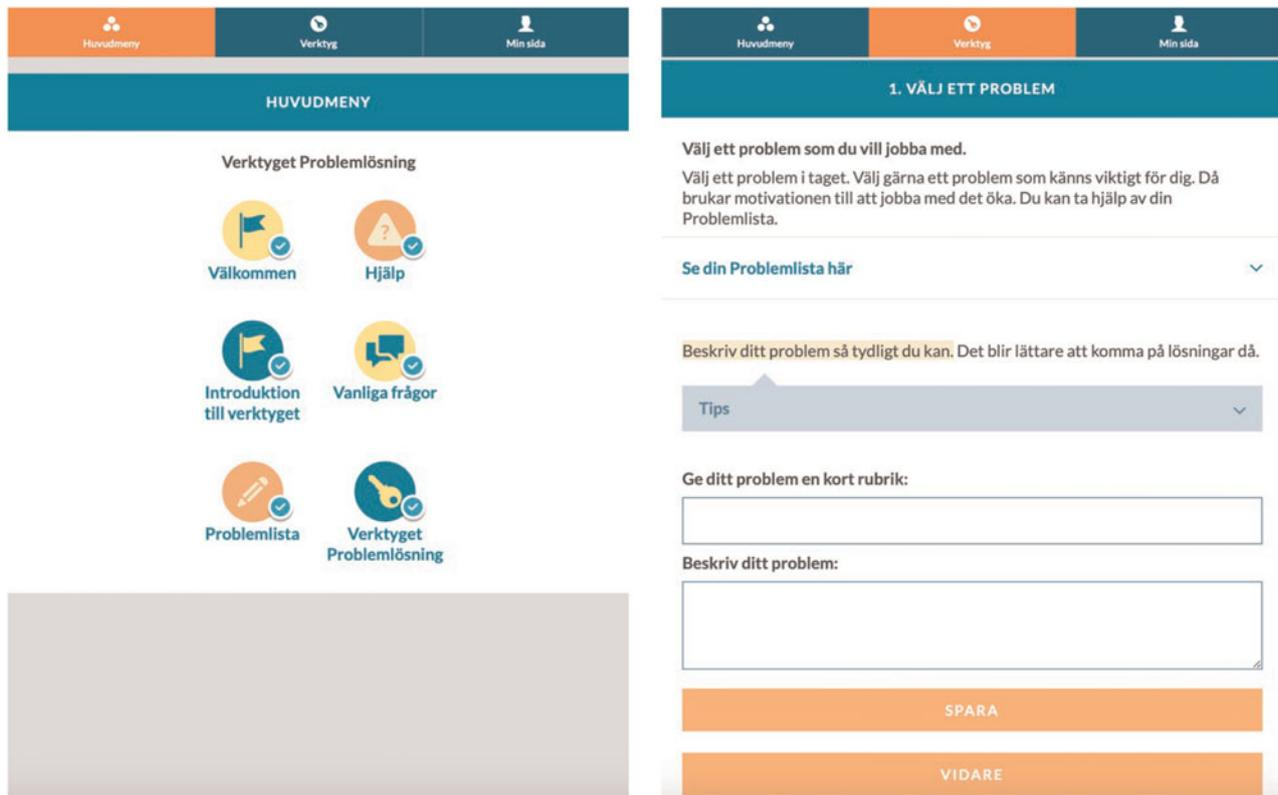 Huvudmeny
Verktyg
Min sida
HUVUDMENY
Verktyget Problemlösning
Välkommen
Hjälp
Introduktion
till verktyget
Vanliga frågor
Problemlista
Verktyget
Problemlösning
Huvudmeny
Verktyg
Min sida
1. VÄLJ ETT PROBLEM
Välj ett problem som du vill jobba med.
Välj ett problem i taget. Välj gärna ett problem som känns viktigt för dig. Då
brukar motivationen till att jobba med det öka. Du kan ta hjälp av din
Problemlista.
Se din Problemlista här
Beskriv ditt problem så tydligt du kan. Det blir lättare att komma på lösningar då.
Tips
Ge ditt problem en kort rubrik:
Beskriv ditt problem:
SPARA
VIDARE